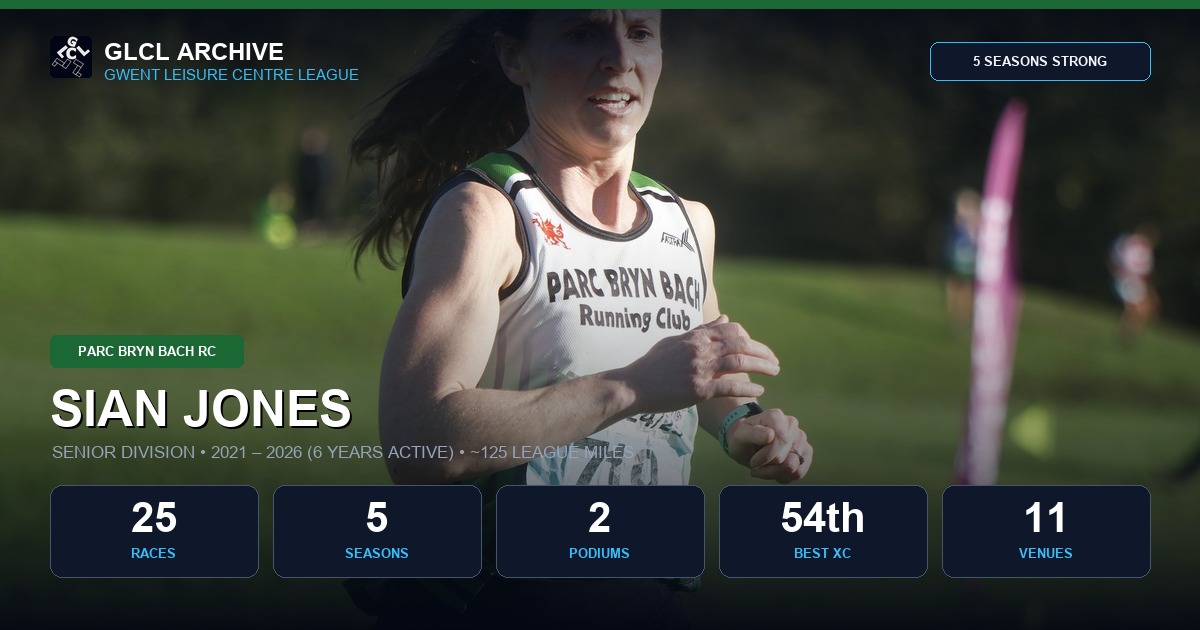 GLCL ARCHIVE
GWENT LEISURE CENTRE LEAGUE
5 SEASONS STRONG
PARC BRYN BACH
Running Club
PARC BRYN BACH RC
SIAN JONES
SENIOR DIVISION • 2021 – 2026 (6 YEARS ACTIVE) • ~125 LEAGUE MILES
25
RACES
5
SEASONS
2
PODIUMS
54th
BEST XC
11
VENUES